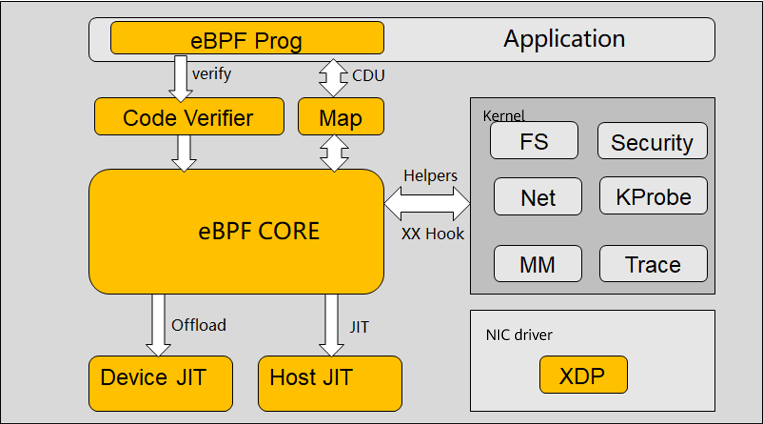 eBPF Prog
Application
verify
CDU
Code Verifier
Map
Kernel
FS
Security
Helpers
Net
KProbe
eBPF CORE
XX Hook
MM
Trace
Offload
JIT
NIC driver
Device JIT
Host JIT
XDP